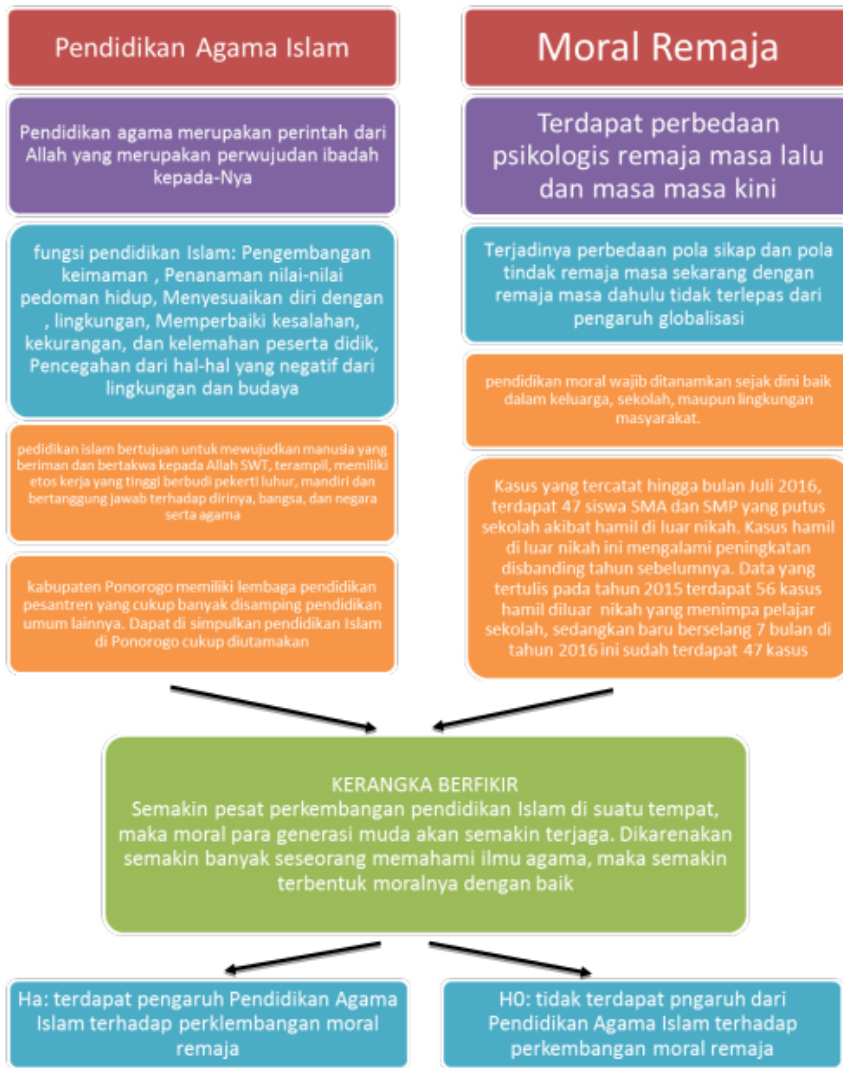 Pendidikan Agama Islam
Pendidikan agama merupakan perintah dari
Allah yang merupakan perwujudan ibadah
kepada-Nya
fungsi pendidikan Islam: Pengembangan
keimaman , Penanaman nilai-nilai
pedoman hidup, Menyesuaikan diri dengan
, lingkungan, Memperbaiki kesalahan,
kekurangan, dan kelemahan peserta didik,
Pencegahan dari hal-hal yang negatif dari
lingkungan dan budaya
pedidikan islam bertujuan untuk mewujudkan manusia yang
beriman dan bertakwa kepada Allah SWT, terampil, memiliki
etos kerja yang tinggi berbudi pekerti luhur, mandiri dan
bertanggung jawab terhadap dirinya, bangsa, dan negara
serta agama
kabupaten Ponorogo memiliki lembaga pendidikan
pesantren yang cukup banyak disamping pendidikan
umum lainnya. Dapat di simpulkan pendidikan Islam
di Ponorogo cukup diutamakan
Moral Remaja
Terdapat perbedaan
psikologis remaja masa lalu
dan masa masa kini
Terjadinya perbedaan pola sikap dan pola
tindak remaja masa sekarang dengan
remaja masa dahulu tidak terlepas dari
pengaruh globalisasi
pendidikan moral wajib ditanamkan sejak dini baik
dalam keluarga, sekolah, maupun lingkungan
masyarakat.
Kasus yang tercatat hingga bulan Juli 2016,
terdapat 47 siswa SMA dan SMP yang putus
sekolah akibat hamil di luar nikah. Kasus hamil
di luar nikah ini mengalami peningkatan
disbanding tahun sebelumnya. Data yang
tertulis pada tahun 2015 terdapat 56 kasus
hamil diluar nikah yang menimpa pelajar
sekolah, sedangkan baru berselang 7 bulan di
tahun 2016 ini sudah terdapat 47 kasus
KERANGKA BERFIKIR
Semakin pesat perkembangan pendidikan Islam di suatu tempat,
maka moral para generasi muda akan semakin terjaga. Dikarenakan
semakin banyak seseorang memahami ilmu agama, maka semakin
terbentuk moralnya dengan baik
Ha: terdapat pengaruh Pendidikan Agama
Islam terhadap perklembangan moral
remaja
H0: tidak terdapat pngaruh dari
Pendidikan Agama Islam terhadap
perkembangan moral remaja